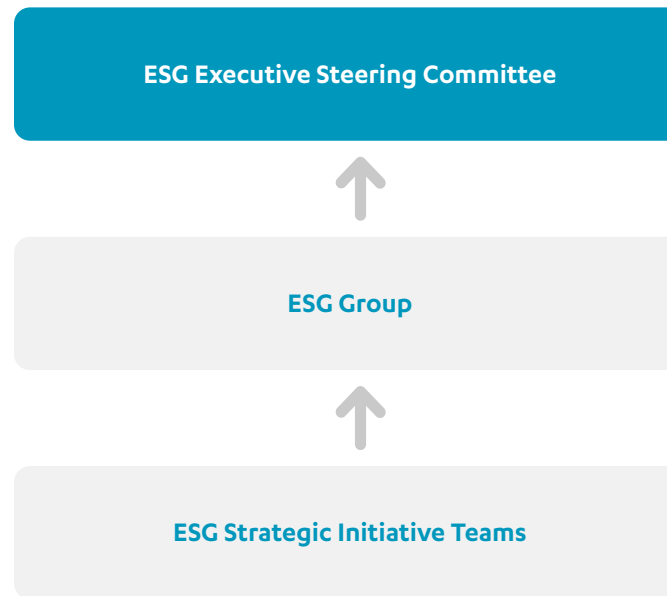 ESG Executive Steering Committee
ESG Group
ESG Strategic Initiative Teams